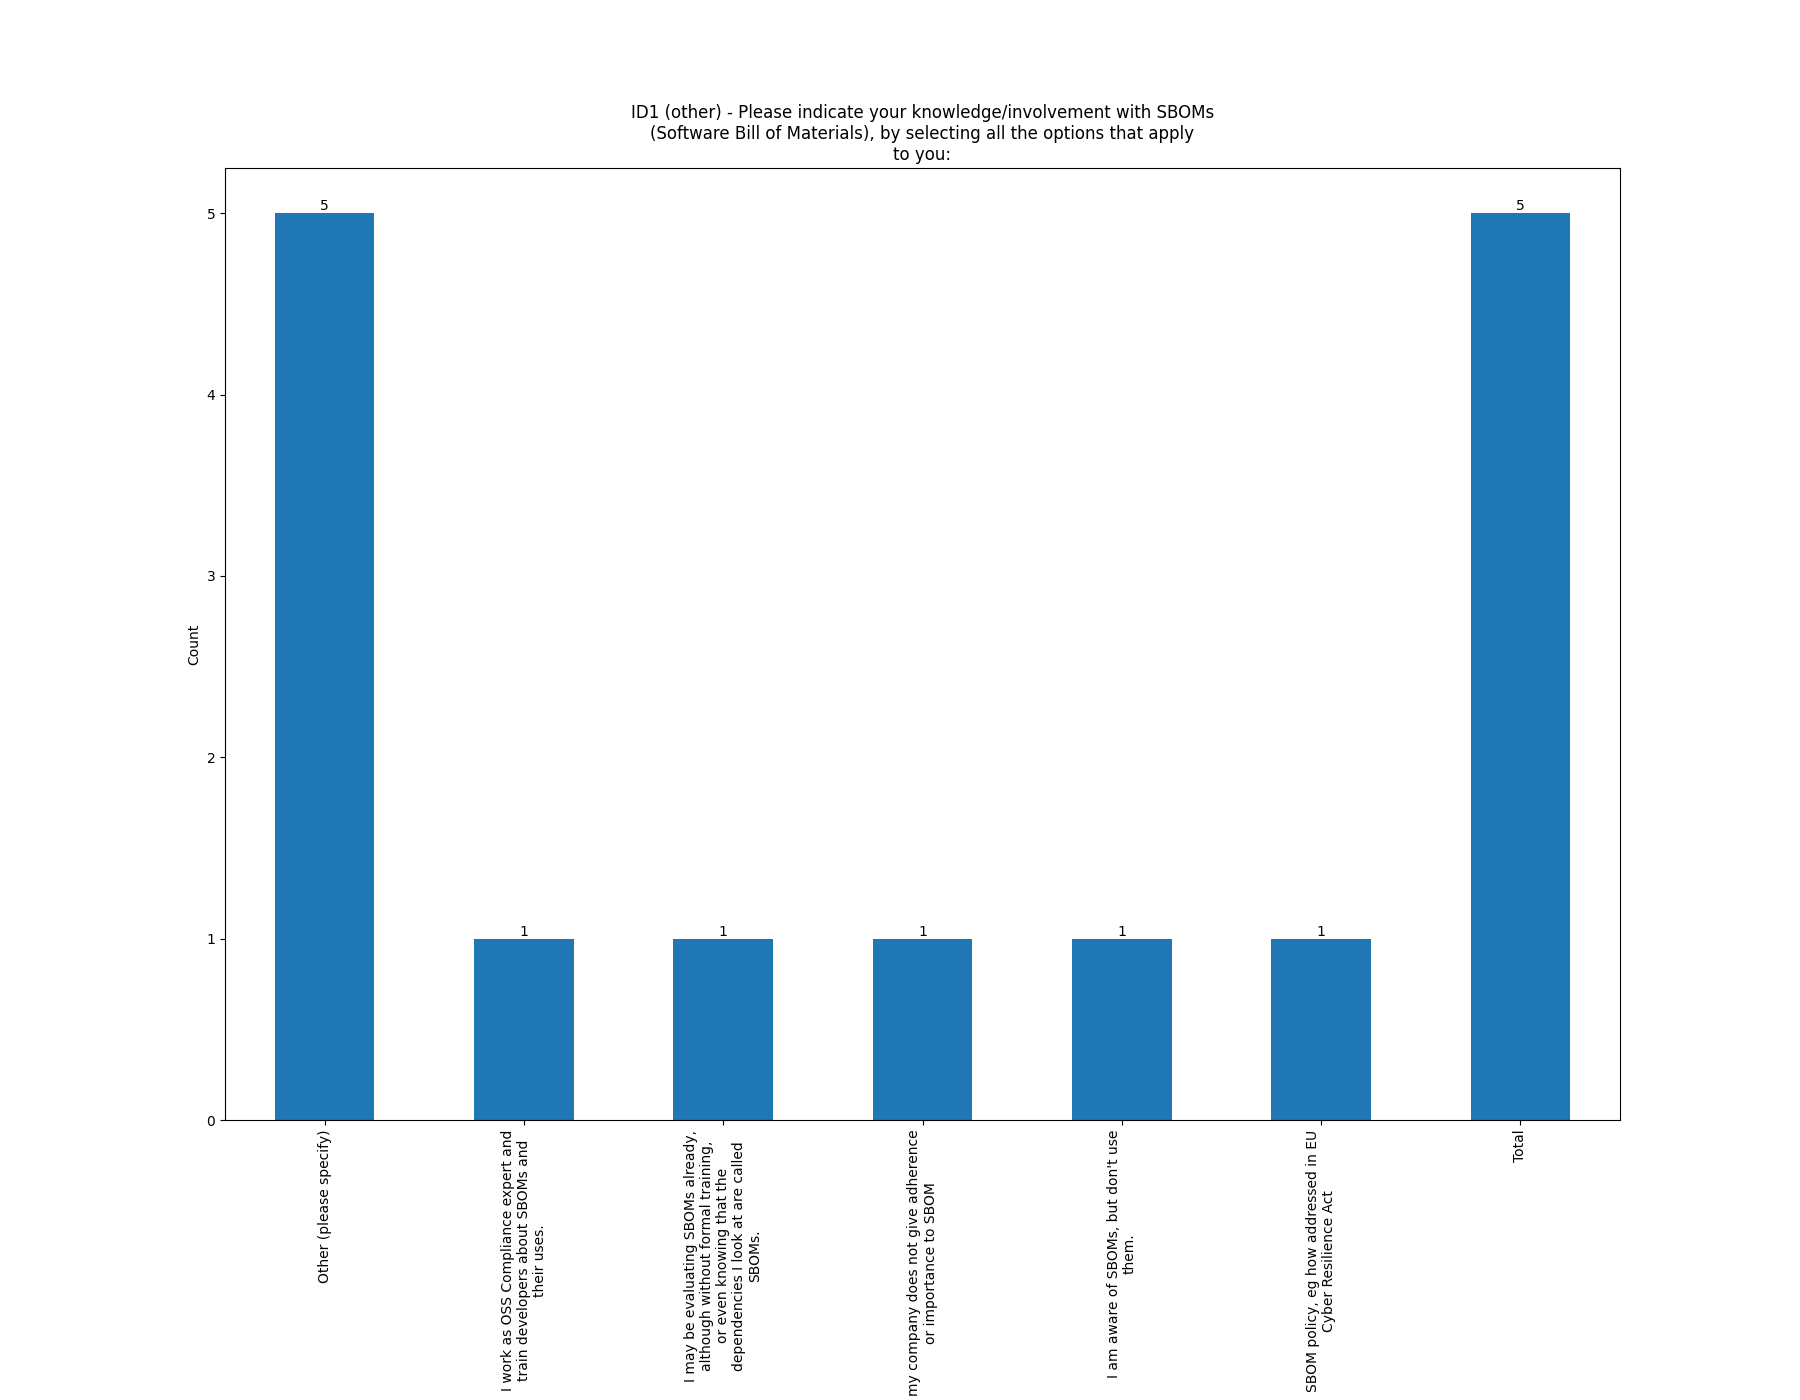 ID1 (other) - Please indicate your knowledge/involvement with SBOMs
(Software Bill of Materials), by selecting all the options that apply
to you:
5
5
5
4
3
2
1
0
Count
1
1
1
1
1
Other (please specify)
I work as OSS Compliance expert and
train developers about SBOMs and
their uses.
I may be evaluating SBOMs already,
although without formal training,
or even knowing that the
dependencies I look at are called
SBOMs.
my company does not give adherence
or importance to SBOM
I am aware of SBOMs, but don't use
them.
SBOM policy, eg how addressed in EU
Cyber Resilience Act
Total